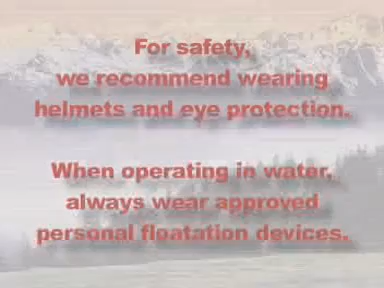 For safety,
we recommend wearing
helmets and eye protection.
When operating in water,
always wear approved
personal floatation devices.